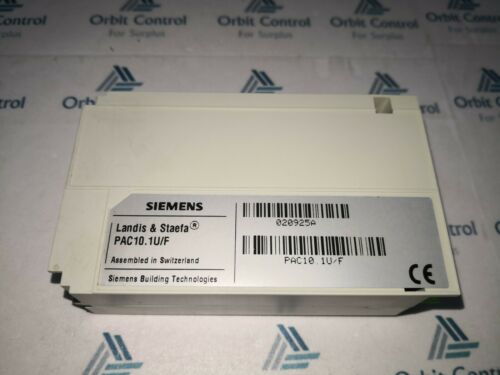 Orbit Control
For Surplus
Orbit Control
For Surplus
Orbit Control
SIEMENS
Landis & Staefa®
PAC10.1U/F
Assembled in Switzerland
Siemens Building Technologies
020925A
PAC10.1U/F
CE
Orbit Control
For Surplus
Orbit Control